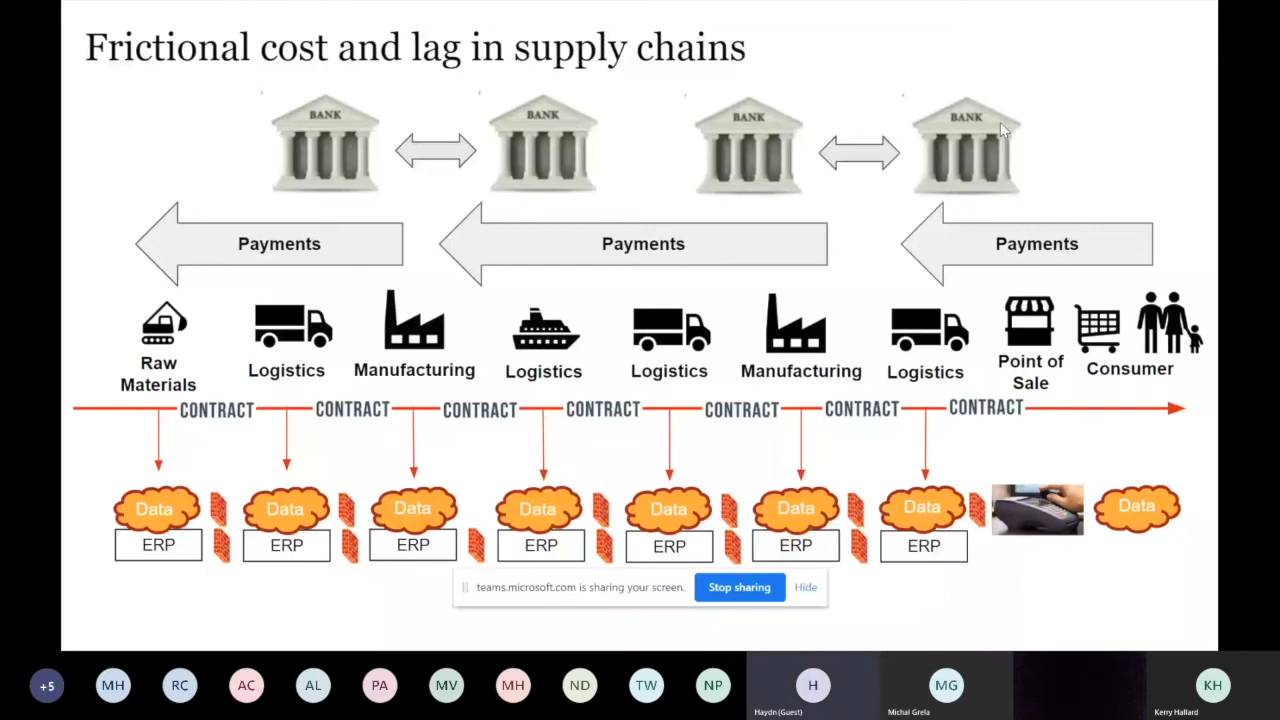 Frictional cost and lag in supply chains
BANK
BANK
BANK
BANK
Payments
Payments
Payments
Raw
Materials
Logistics
Manufacturing
Logistics
Logistics
Manufacturing
Logistics
Point of
Sale
Consumer
CONTRACT
CONTRACT
CONTRACT
CONTRACT
CONTRACT
CONTRACT
CONTRACT
Data
Data
Data
Data
Data
Data
Data
Data
ERP
ERP
ERP
ERP
ERP
ERP
ERP
teams.microsoft.com is sharing your screen.
Stop sharing
Hide
+5
MH
RC
AC
AL
PA
MV
MH
ND
TW
NP
H
MG
KH
Haydn (Guest)
Michal Grela
Kerry Hallard